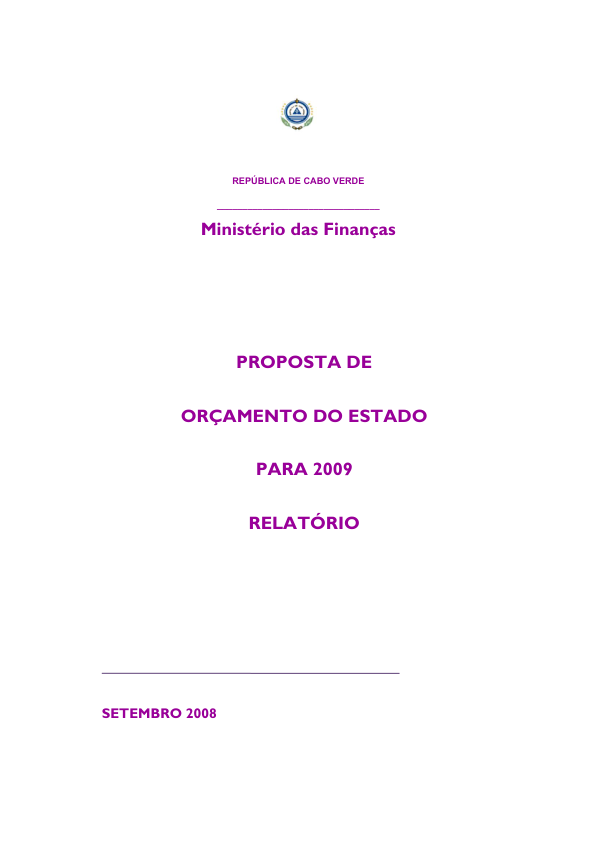 REPÚBLICA DE CABO VERDE
Ministério das Finanças
PROPOSTA DE
ORÇAMENTO DO ESTADO
PARA 2009
RELATÓRIO
SETEMBRO 2008